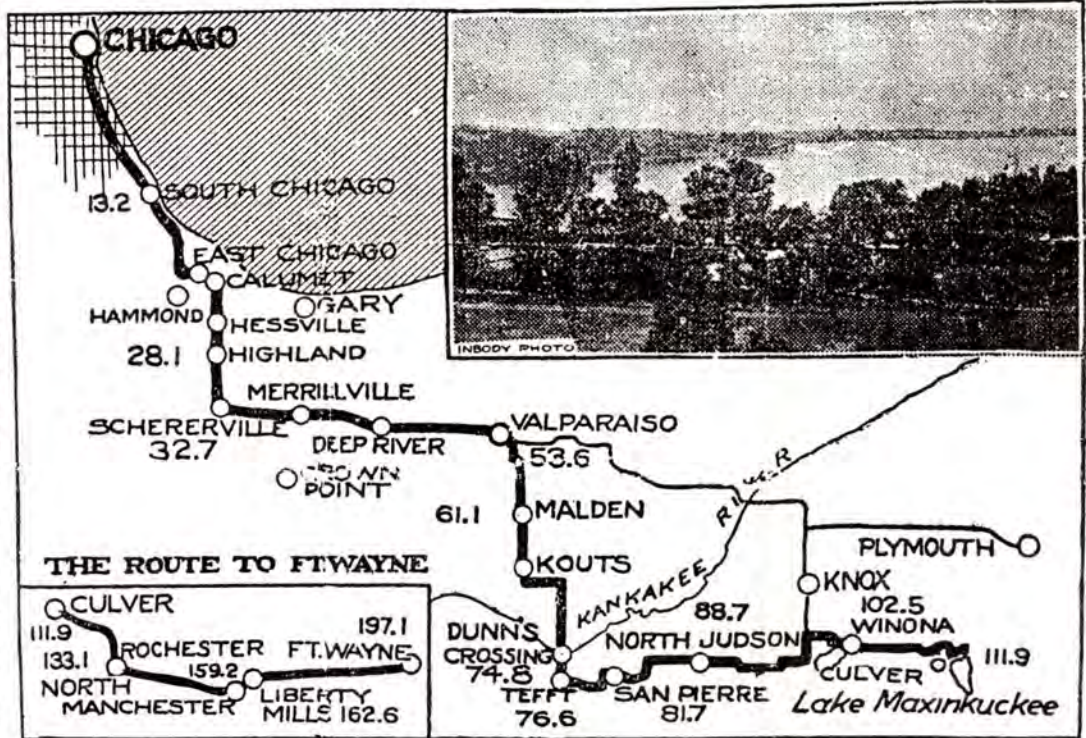 CHICAGO
SOUTH CHICAGO
13.2
EAST CHICAGO
CALUMET
HAMMOND
GARY
HESSVILLE
28.1
HIGHLAND
MERRILLVILLE
SCHERERVILLE
32.7
DEEP RIVER
VALPARAISO
53.6
CROWN
POINT
61.1
MALDEN
KOUTS
INBODY PHOTO
KANKAKEE RIVER
PLYMOUTH
KNOX
88.7
102.5
WINONA
DUNN'S
CROSSING
74.8
NORTH JUDSON
TEFFT
76.6
SAN PIERRE
81.7
CULVER
111.9
Lake Maxinkuckee
THE ROUTE TO FT. WAYNE
CULVER
111.9
133.1
ROCHESTER
159.2
197.1
FT. WAYNE
NORTH
MANCHESTER
LIBERTY
MILLS 162.6